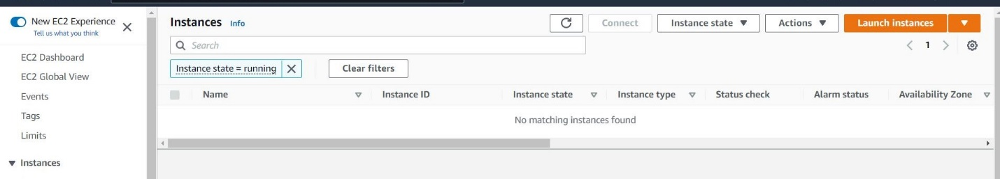 New EC2 Experience
Tell us what you think
EC2 Dashboard
EC2 Global View
Events
Tags
Limits
Instances
Instances Info
Connect
Instance state
Actions
Launch instances
Search
1
Instance state = running
Clear filters
Name Instance ID Instance state Instance type Status check Alarm status Availability Zone
No matching instances found